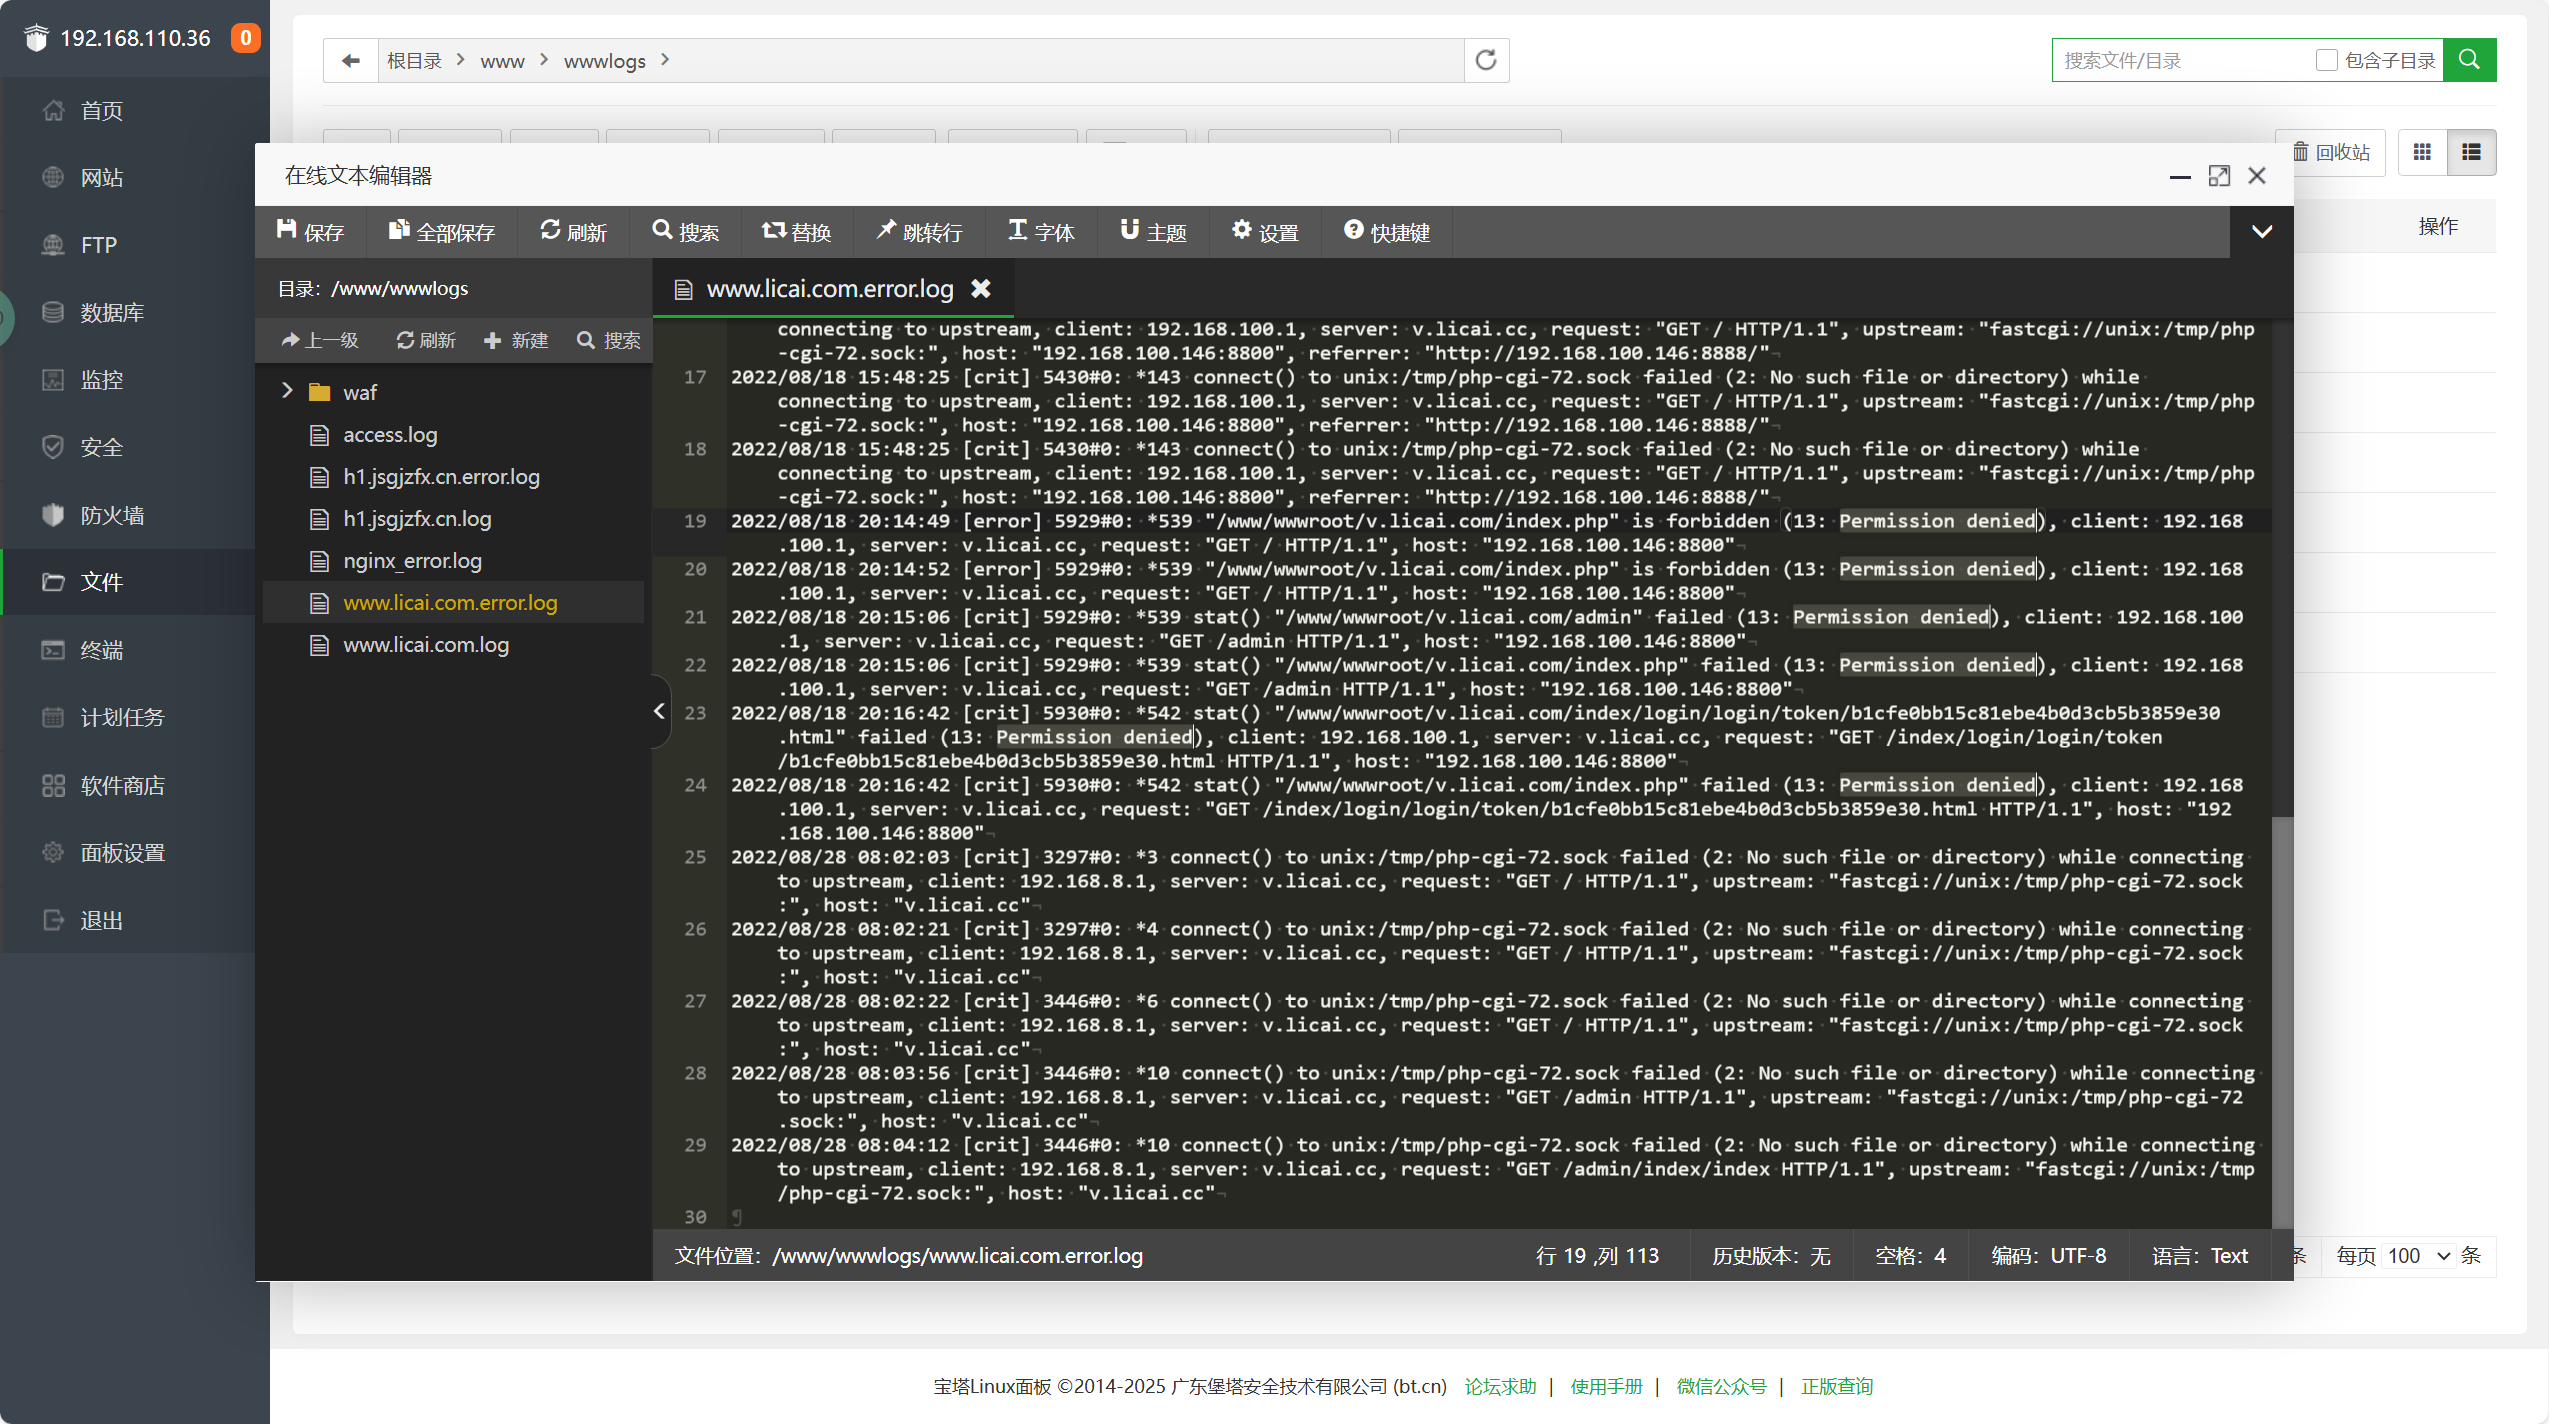 192.168.110.36 0
首页
网站
FTP
数据库
监控
安全
防火墙
文件
终端
计划任务
软件商店
面板设置
退出
根目录 www wwwlogs
搜索文件/目录 包含子目录
回收站
操作
在线文本编辑器
保存 全部保存 刷新 搜索 替换 跳转行 字体 主题 设置 快捷键
目录：/www/wwwlogs
上一级 刷新 新建 搜索
waf
access.log
h1.jsgjzfx.cn.error.log
h1.jsgjzfx.cn.log
nginx_error.log
www.licai.com.error.log
www.licai.com.log
www.licai.com.error.log
connecting to upstream, client: 192.168.100.1, server: v.licai.cc, request: "GET / HTTP/1.1", upstream: "fastcgi://unix:/tmp/php
-cgi-72.sock:", host: "192.168.100.146:8800", referrer: "http://192.168.100.146:8888/"
17 2022/08/18 15:48:25 [crit] 5430#0: *143 connect() to unix:/tmp/php-cgi-72.sock failed (2: No such file or directory) while
connecting to upstream, client: 192.168.100.1, server: v.licai.cc, request: "GET / HTTP/1.1", upstream: "fastcgi://unix:/tmp/php
-cgi-72.sock:", host: "192.168.100.146:8800", referrer: "http://192.168.100.146:8888/"
18 2022/08/18 15:48:25 [crit] 5430#0: *143 connect() to unix:/tmp/php-cgi-72.sock failed (2: No such file or directory) while
connecting to upstream, client: 192.168.100.1, server: v.licai.cc, request: "GET / HTTP/1.1", upstream: "fastcgi://unix:/tmp/php
-cgi-72.sock:", host: "192.168.100.146:8800", referrer: "http://192.168.100.146:8888/"
19 2022/08/18 20:14:49 [error] 5929#0: *539 "/www/wwwroot/v.licai.com/index.php" is forbidden (13: Permission denied), client: 192.168
.100.1, server: v.licai.cc, request: "GET / HTTP/1.1", host: "192.168.100.146:8800"
20 2022/08/18 20:14:52 [error] 5929#0: *539 "/www/wwwroot/v.licai.com/index.php" is forbidden (13: Permission denied), client: 192.168
.100.1, server: v.licai.cc, request: "GET / HTTP/1.1", host: "192.168.100.146:8800"
21 2022/08/18 20:15:06 [crit] 5929#0: *539 stat() "/www/wwwroot/v.licai.com/admin" failed (13: Permission denied), client: 192.168.100
.1, server: v.licai.cc, request: "GET /admin HTTP/1.1", host: "192.168.100.146:8800"
22 2022/08/18 20:15:06 [crit] 5929#0: *539 stat() "/www/wwwroot/v.licai.com/index.php" failed (13: Permission denied), client: 192.168
.100.1, server: v.licai.cc, request: "GET /admin HTTP/1.1", host: "192.168.100.146:8800"
23 2022/08/18 20:16:42 [crit] 5930#0: *542 stat() "/www/wwwroot/v.licai.com/index/login/login/token/b1cfe0bb15c81ebe4b0d3cb5b3859e30
.html" failed (13: Permission denied), client: 192.168.100.1, server: v.licai.cc, request: "GET /index/login/login/token
/b1cfe0bb15c81ebe4b0d3cb5b3859e30.html HTTP/1.1", host: "192.168.100.146:8800"
24 2022/08/18 20:16:42 [crit] 5930#0: *542 stat() "/www/wwwroot/v.licai.com/index.php" failed (13: Permission denied), client: 192.168
.100.1, server: v.licai.cc, request: "GET /index/login/login/token/b1cfe0bb15c81ebe4b0d3cb5b3859e30.html HTTP/1.1", host: "192
.168.100.146:8800"
25 2022/08/28 08:02:03 [crit] 3297#0: *3 connect() to unix:/tmp/php-cgi-72.sock failed (2: No such file or directory) while connecting
to upstream, client: 192.168.8.1, server: v.licai.cc, request: "GET / HTTP/1.1", upstream: "fastcgi://unix:/tmp/php-cgi-72.sock
:", host: "v.licai.cc"
26 2022/08/28 08:02:21 [crit] 3297#0: *4 connect() to unix:/tmp/php-cgi-72.sock failed (2: No such file or directory) while connecting
to upstream, client: 192.168.8.1, server: v.licai.cc, request: "GET / HTTP/1.1", upstream: "fastcgi://unix:/tmp/php-cgi-72.sock
:", host: "v.licai.cc"
27 2022/08/28 08:02:22 [crit] 3446#0: *6 connect() to unix:/tmp/php-cgi-72.sock failed (2: No such file or directory) while connecting
to upstream, client: 192.168.8.1, server: v.licai.cc, request: "GET / HTTP/1.1", upstream: "fastcgi://unix:/tmp/php-cgi-72.sock
:", host: "v.licai.cc"
28 2022/08/28 08:03:56 [crit] 3446#0: *10 connect() to unix:/tmp/php-cgi-72.sock failed (2: No such file or directory) while connecting
to upstream, client: 192.168.8.1, server: v.licai.cc, request: "GET /admin HTTP/1.1", upstream: "fastcgi://unix:/tmp/php-cgi-72
.sock:", host: "v.licai.cc"
29 2022/08/28 08:04:12 [crit] 3446#0: *10 connect() to unix:/tmp/php-cgi-72.sock failed (2: No such file or directory) while connecting
to upstream, client: 192.168.8.1, server: v.licai.cc, request: "GET /admin/index/index HTTP/1.1", upstream: "fastcgi://unix:/tmp
/php-cgi-72.sock:", host: "v.licai.cc"
30
文件位置：/www/wwwlogs/www.licai.com.error.log 行 19 ,列 113 历史版本：无 空格：4 编码：UTF-8 语言：Text
条 每页 100 条
宝塔Linux面板 ©2014-2025 广东堡塔安全技术有限公司 (bt.cn) 论坛求助 | 使用手册 | 微信公众号 | 正版查询